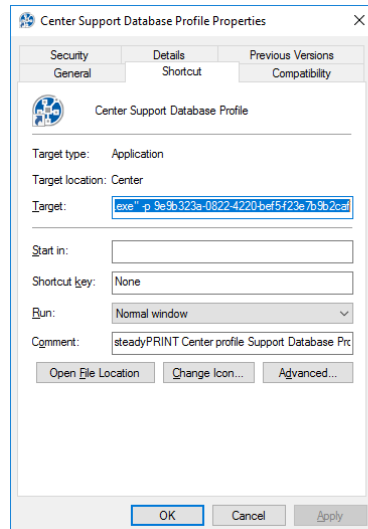 Center Support Database Profile Properties
Security Details Previous Versions
General Shortcut Compatibility
Center Support Database Profile
Target type: Application
Target location: Center
Target: .exe" -p 9e9b323a-0822-4220-bef5-f23e7b9b2caf
Start in:
Shortcut key: None
Run: Normal window
Comment: steadyPRINT Center profile Support Database Pro
Open File Location Change Icon... Advanced...
OK Cancel Apply